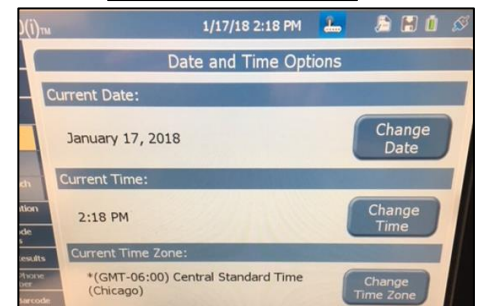 )(i)TM
1/17/18 2:18 PM
Date and Time Options
Current Date:
January 17, 2018
Change
Date
Current Time:
2:18 PM
Change
Time
Current Time Zone:
*(GMT-06:00) Central Standard Time
(Chicago)
Change
Time Zone